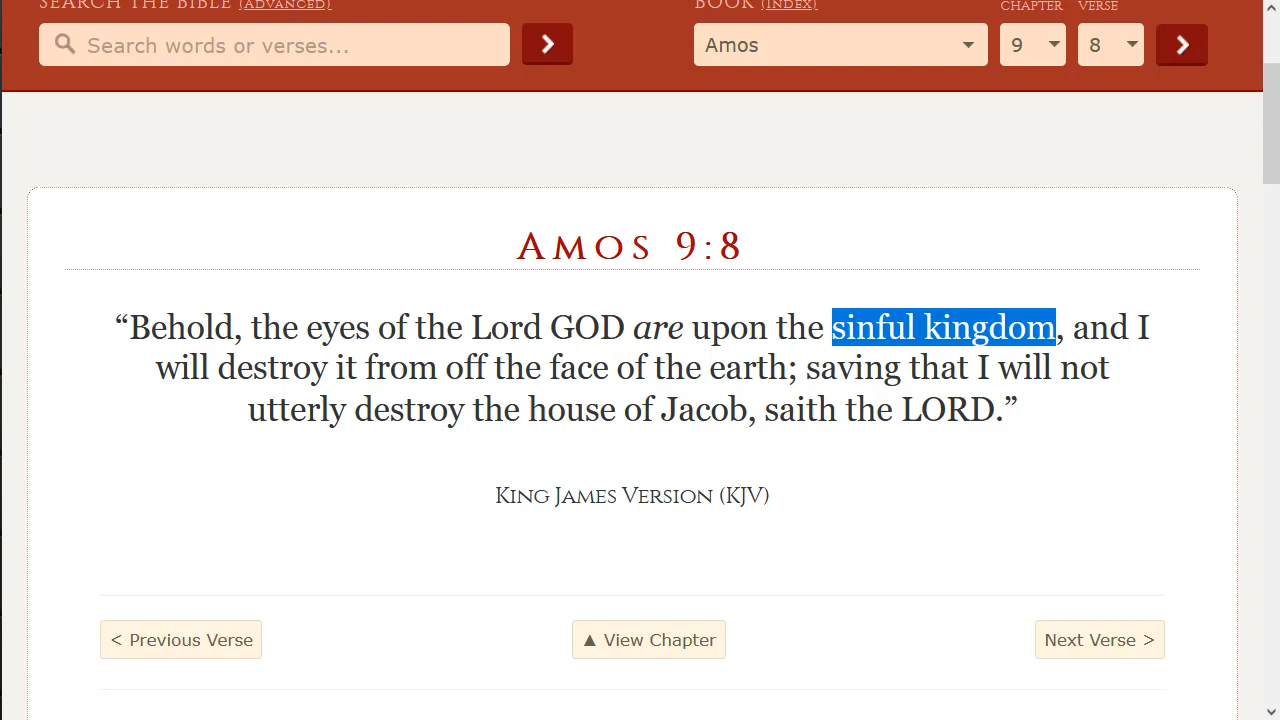 SEARCH THE BIBLE (ADVANCED)
BOOK (INDEX)
CHAPTER
VERSE
Search words or verses...
Amos
9
8
Amos 9:8
“Behold, the eyes of the Lord GOD are upon the sinful kingdom, and I
will destroy it from off the face of the earth; saving that I will not
utterly destroy the house of Jacob, saith the LORD.”
King James Version (KJV)
< Previous Verse
▲ View Chapter
Next Verse >